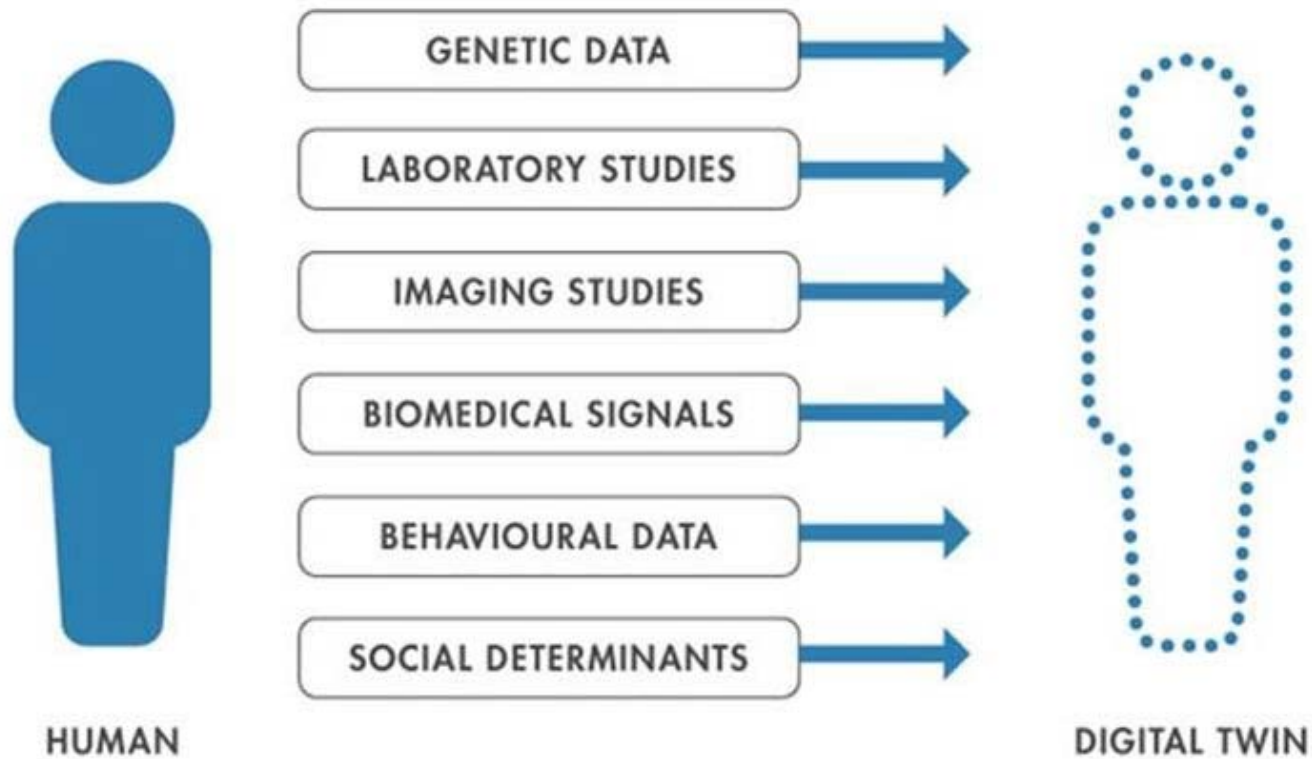 GENETIC DATA
LABORATORY STUDIES
IMAGING STUDIES
BIOMEDICAL SIGNALS
BEHAVIOURAL DATA
SOCIAL DETERMINANTS
HUMAN
DIGITAL TWIN